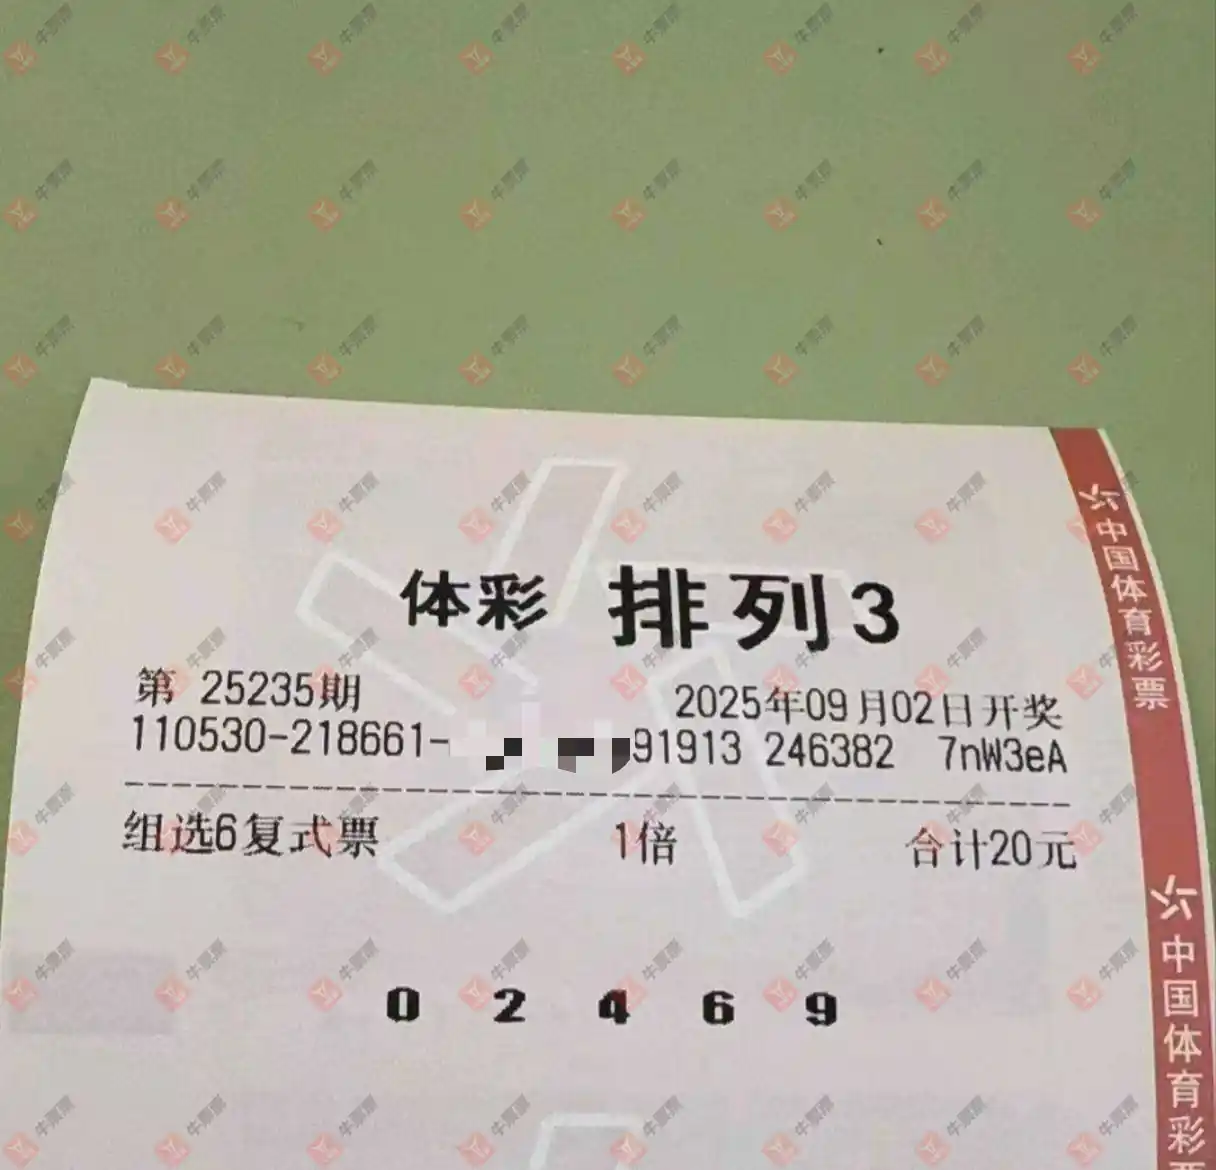 体彩 排列3
第 25235期 2025年09月02日开奖
110530-218661- 91913 246382 7nW3eA
组选6复式票 1倍 合计20元
0 2 4 6 9
中国体育彩票
中国体育彩
牛票票